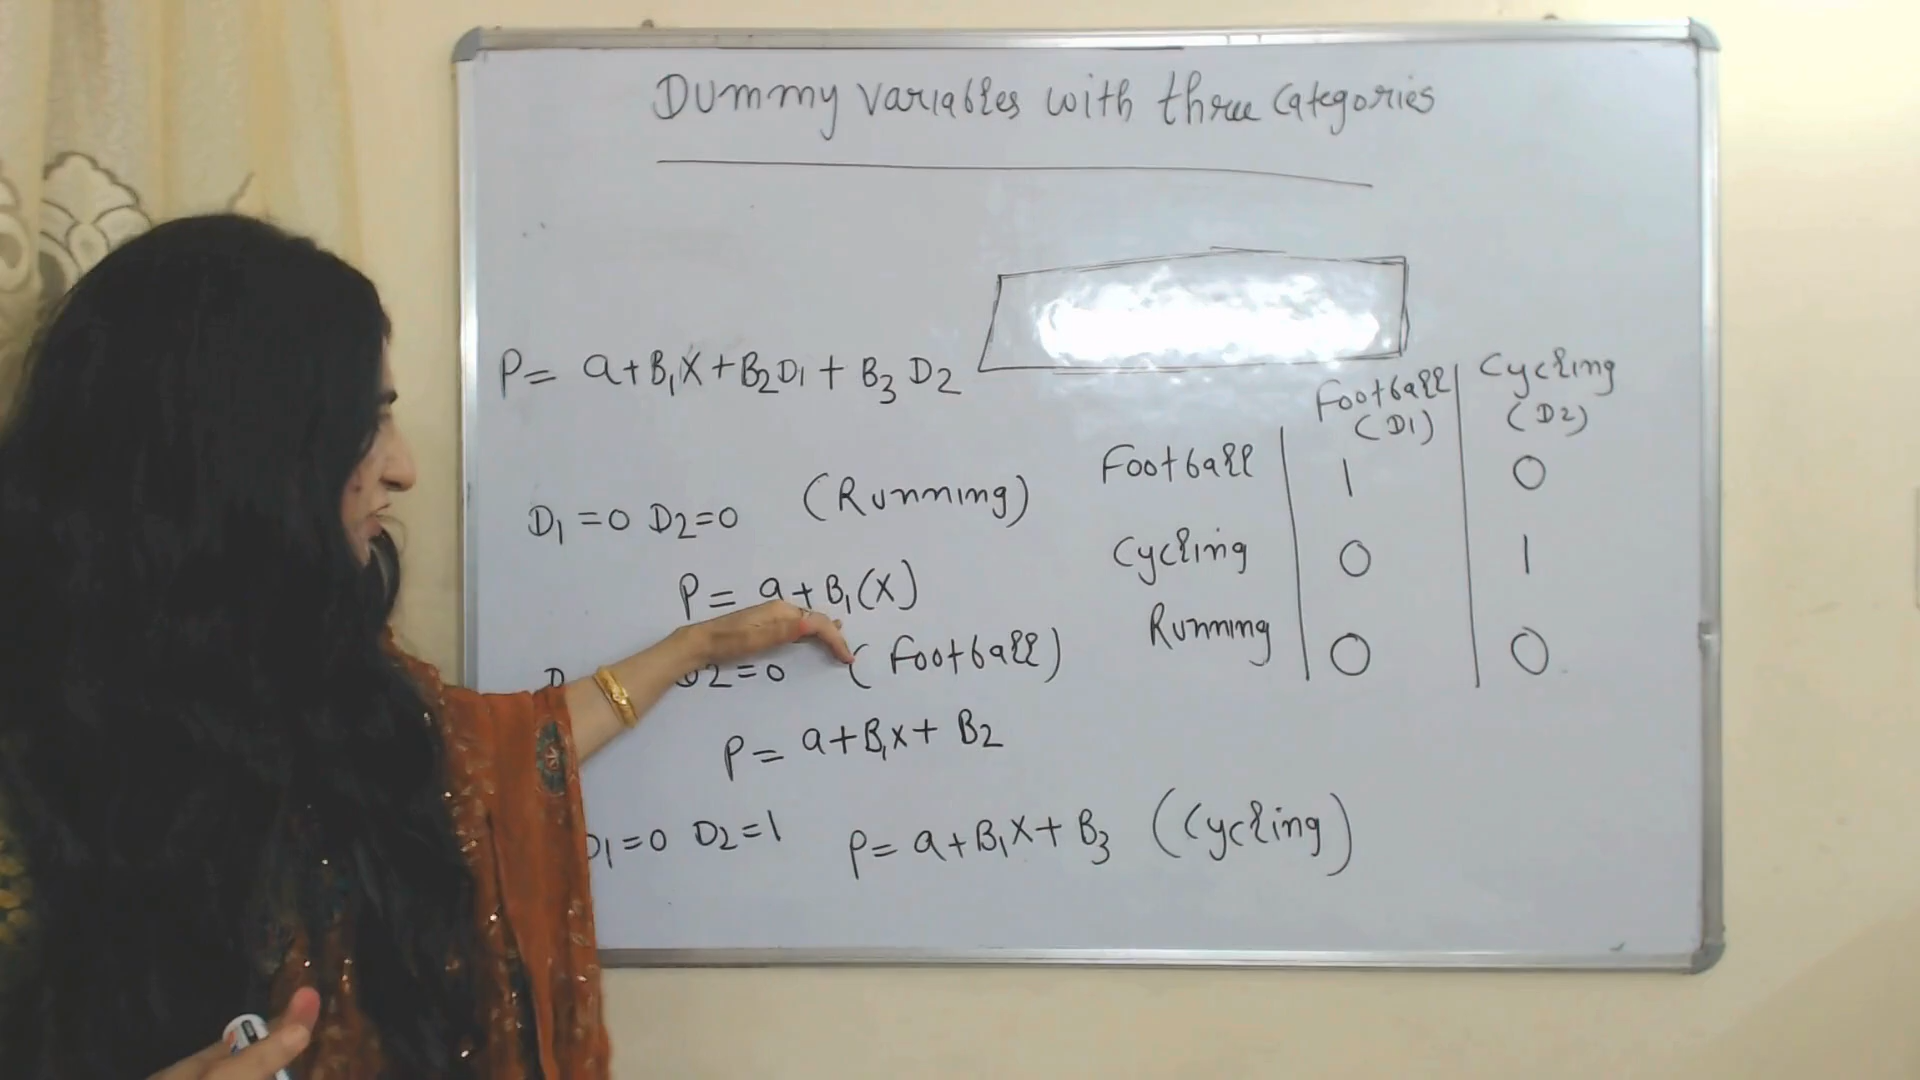 Dummy variables with three categories
P= a+B₁X+B₂D₁+ B₃ D₂
D₁ =0 D₂=0 (Running)
P= a+B₁(X)
D2=0 (Football)
P= a+B₁X+ B₂
D₁=0 D₂=1 P= a+B₁X+ B₃ (Cycling)
Football (D1) Cycling (D2)
Football 1 0
Cycling 0 1
Running 0 0